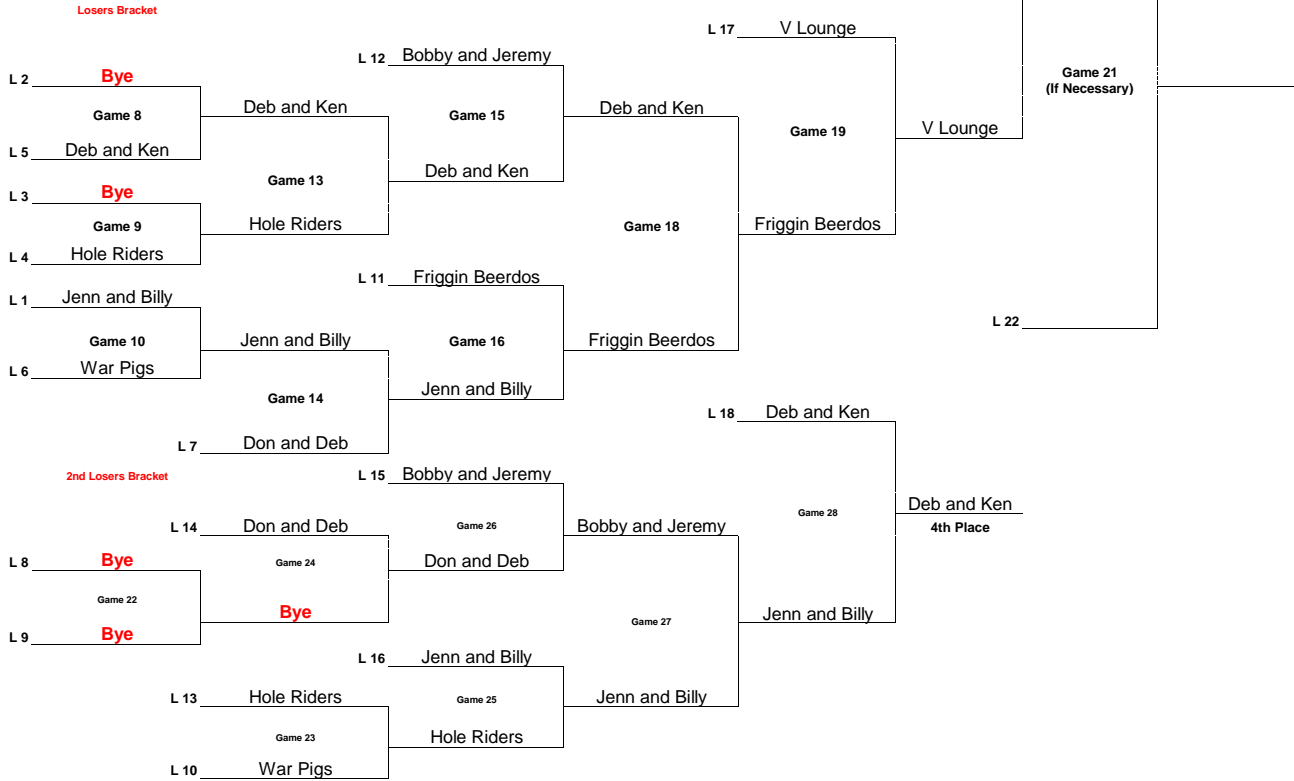 Losers Bracket
L 17 V Lounge
L 12 Bobby and Jeremy
L 2 Bye
Game 21
(If Necessary)
Game 8
Deb and Ken
Game 15
Deb and Ken
Game 19
V Lounge
L 5 Deb and Ken
Game 13
Deb and Ken
L 3 Bye
Game 9
Hole Riders
Game 18
Friggin Beerdos
L 4 Hole Riders
L 11 Friggin Beerdos
L 1 Jenn and Billy
L 22
Game 10
Jenn and Billy
Game 16
Friggin Beerdos
L 6 War Pigs
Game 14
Jenn and Billy
L 18 Deb and Ken
L 7 Don and Deb
2nd Losers Bracket
L 15 Bobby and Jeremy
Deb and Ken
4th Place
Game 28
L 14 Don and Deb
Game 26
Bobby and Jeremy
L 8 Bye
Game 24
Don and Deb
Game 22
Bye
Game 27
Jenn and Billy
L 9 Bye
L 16 Jenn and Billy
L 13 Hole Riders
Game 25
Jenn and Billy
Game 23
Hole Riders
L 10 War Pigs